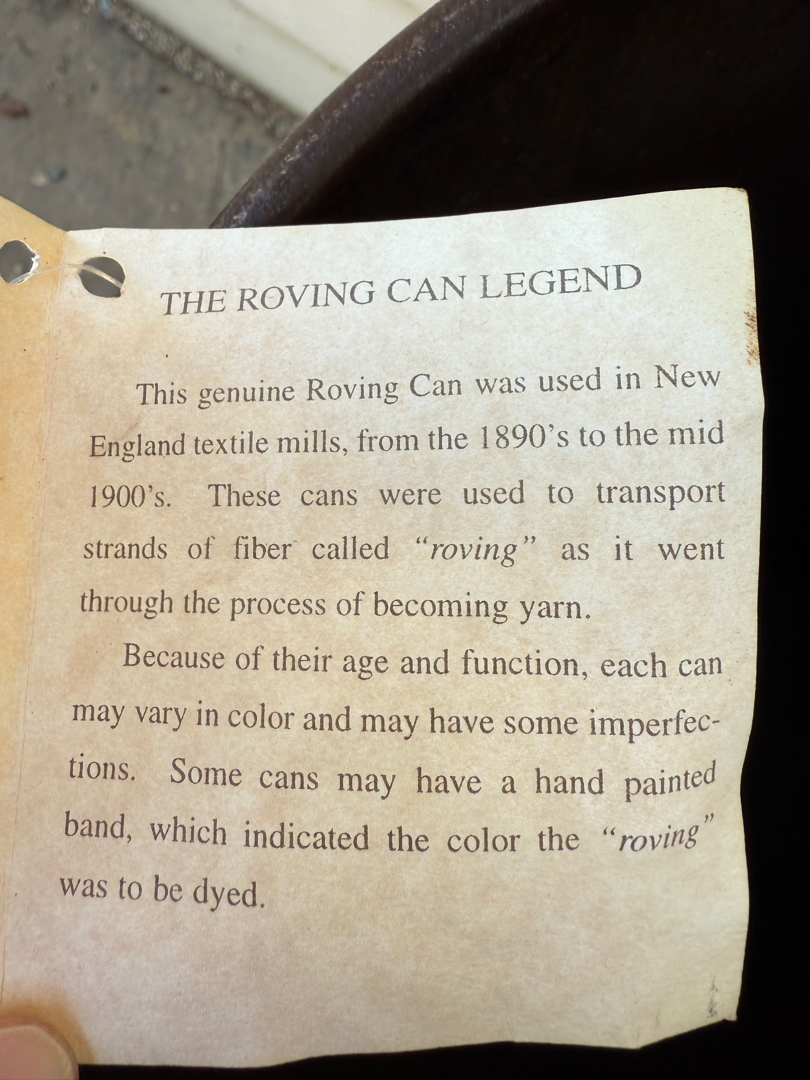 THE ROVING CAN LEGEND
This genuine Roving Can was used in New
England textile mills, from the 1890's to the mid
1900's. These cans were used to transport
strands of fiber called "roving" as it went
through the process of becoming yarn.
Because of their age and function, each can
may vary in color and may have some imperfec-
tions. Some cans may have a hand painted
band, which indicated the color the "roving"
was to be dyed.